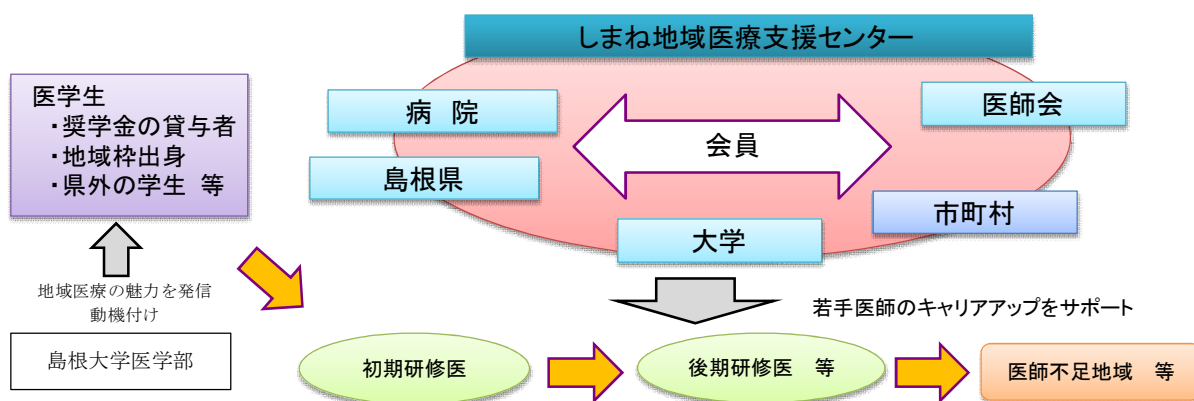 しまね地域医療支援センター
医学生
・奨学金の貸与者
・地域枠出身
・県外の学生 等
病 院
医師会
会員
島根県
市町村
大学
地域医療の魅力を発信
動機付け
若手医師のキャリアアップをサポート
島根大学医学部
初期研修医
後期研修医 等
医師不足地域 等